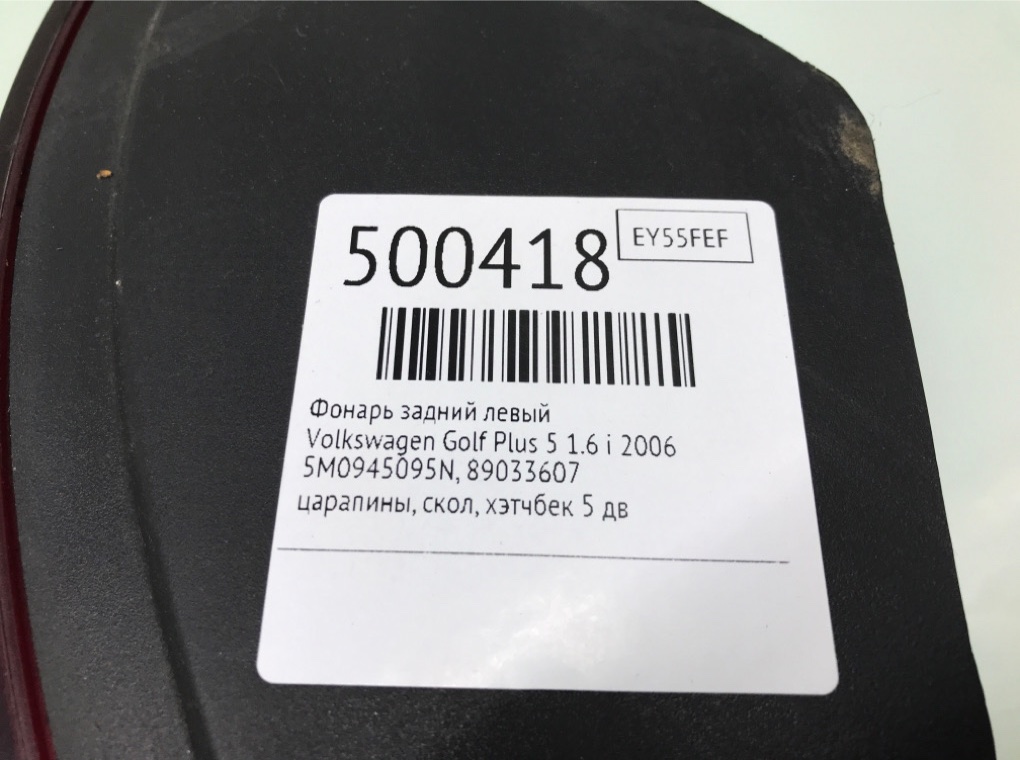 500418
EY55FEF
Фонарь задний левый
Volkswagen Golf Plus 5 1.6 i 2006
5M0945095N, 89033607
царапины, скол, хэтчбек 5 дв